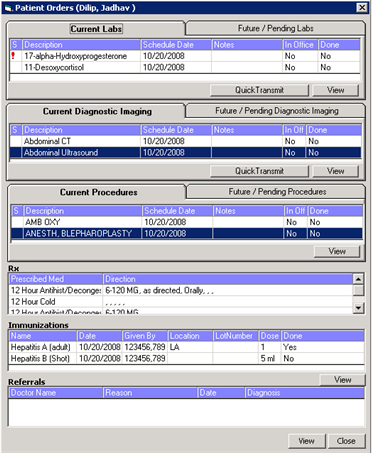 Patient Orders (Dilip, Jadhav )
Current Labs Future / Pending Labs
S Description Schedule Date Notes In Office Done
! 17-alpha-Hydroxyprogesterone 10/20/2008 No No
11-Desoxycortisol 10/20/2008 No No
QuickTransmit View
Current Diagnostic Imaging Future / Pending Diagnostic Imaging
S Description Schedule Date Notes In Off Done
Abdominal CT 10/20/2008 No No
Abdominal Ultrasound 10/20/2008 No No
QuickTransmit View
Current Procedures Future / Pending Procedures
S Description Schedule Date Notes In Off Done
AMB OXY 10/20/2008 No No
ANESTH, BLEPHAROPLASTY 10/20/2008 No No
View
Rx
Prescribed Med Direction
12 Hour Antihist/Deconges 6-120 MG, as directed, Orally, , ,
12 Hour Cold , , , , ,
12 Hour Antihist/Deconges 6-120 MG
Immunizations
Name Date Given By Location LotNumber Dose Done
Hepatitis A (adult) 10/20/2008 123456,789 LA 1 Yes
Hepatitis B (Shot) 10/20/2008 123456,789 5 ml No
View
Referrals
Doctor Name Reason Date Diagnosis
View Close